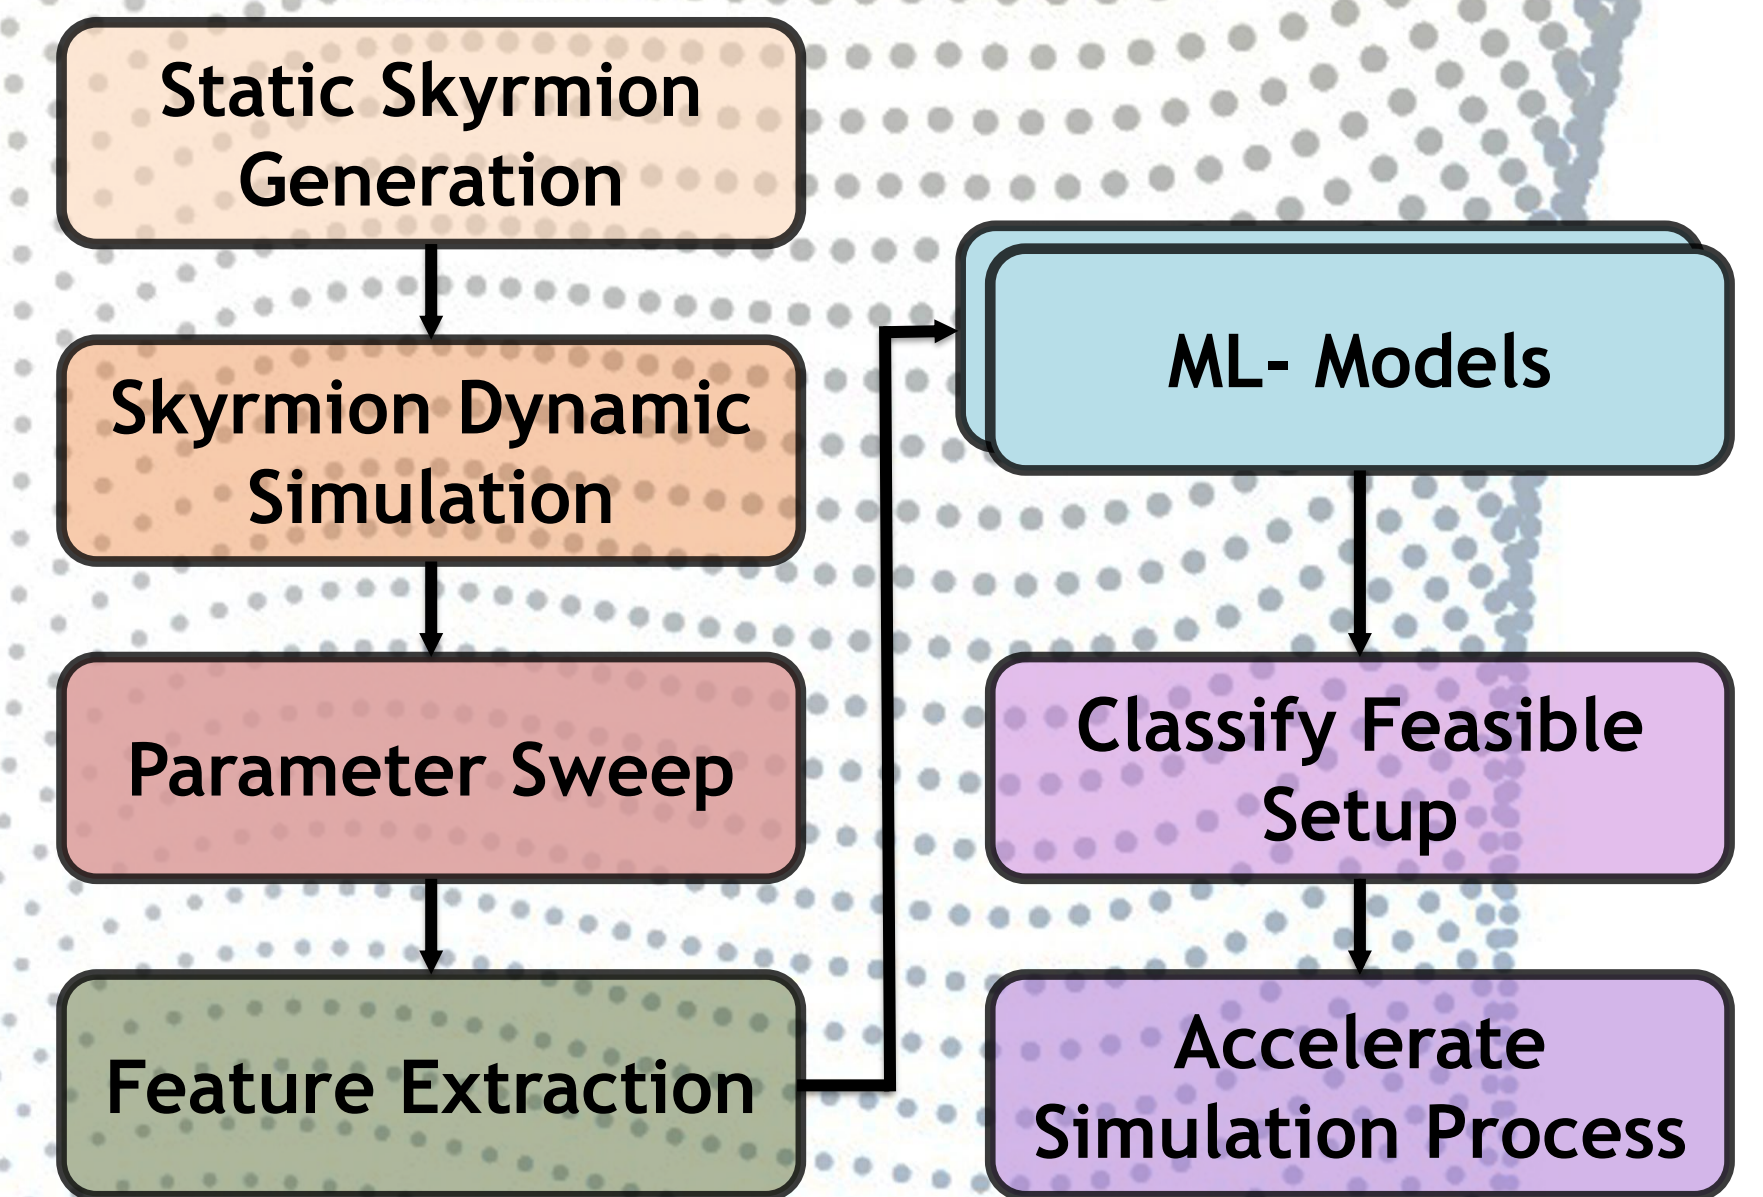 Static Skyrmion
Generation
Skyrmion Dynamic
Simulation
Parameter Sweep
Feature Extraction
ML- Models
Classify Feasible
Setup
Accelerate
Simulation Process